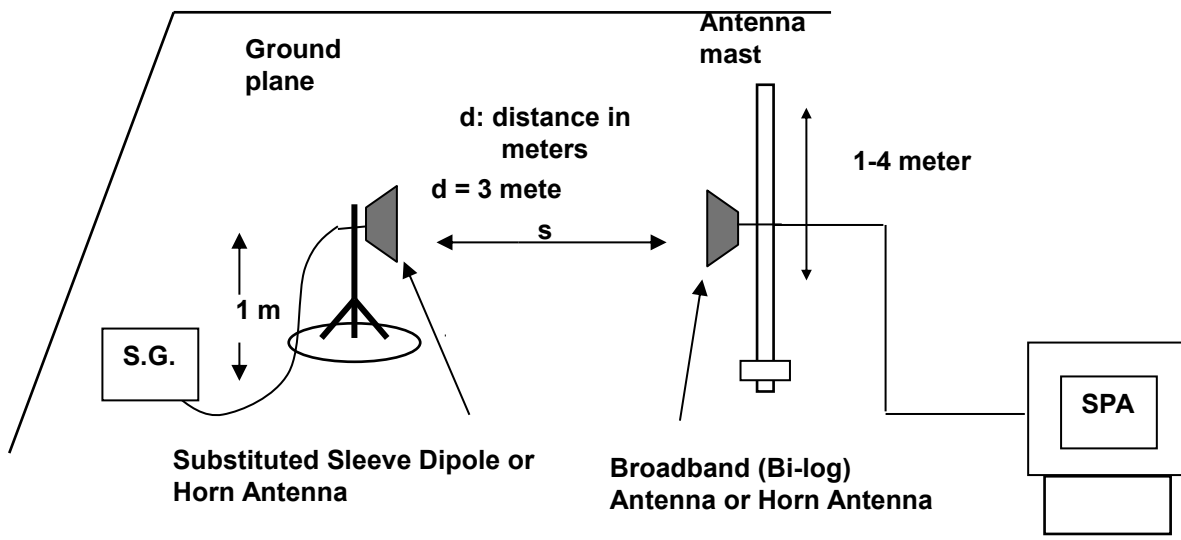 Ground
plane
Antenna
mast
d: distance in
meters
d = 3 mete
s
1-4 meter
1 m
S.G.
SPA
Substituted Sleeve Dipole or
Horn Antenna
Broadband (Bi-log)
Antenna or Horn Antenna